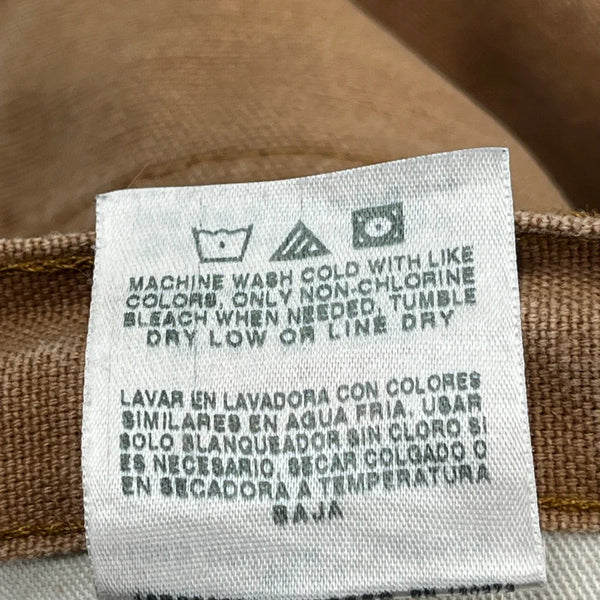 MACHINE WASH COLD WITH LIKE
COLORS, ONLY NON-CHLORINE
BLEACH WHEN NEEDED, TUMBLE
DRY LOW OR LINE DRY
LAVAR EN LAVADORA CON COLORES
SIMILARES EN AGUA FRIA. USAR
SOLO BLANQUEADOR SIN CLORO SI
ES NECESARIO, SECAR COLGADO O
EN SECADORA A TEMPERATURA
BAJA